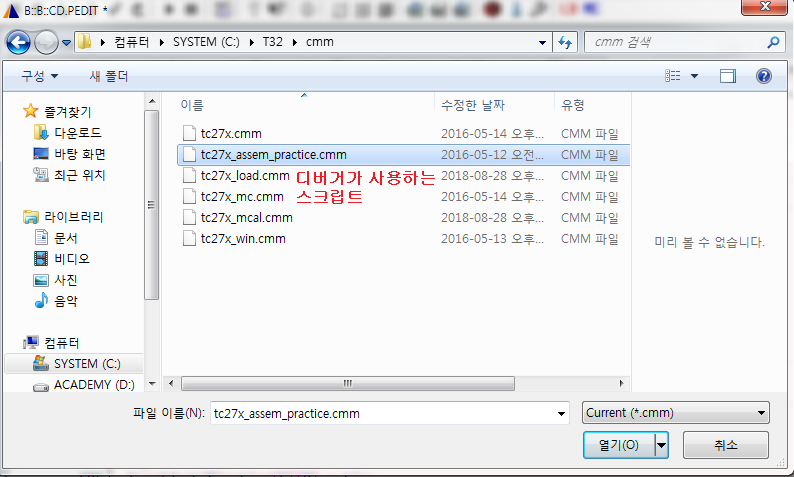 B::B::CD.PEDIT *
컴퓨터 ▸ SYSTEM (C:) ▸ T32 ▸ cmm
cmm 검색
구성 새 폴더
이름 수정한 날짜 유형
즐겨찾기
다운로드
바탕 화면
최근 위치
라이브러리
문서
비디오
사진
음악
컴퓨터
SYSTEM (C:)
ACADEMY (D:)
tc27x.cmm 2016-05-14 오후... CMM 파일
tc27x_assem_practice.cmm 2016-05-12 오전... CMM 파일
tc27x_load.cmm 2018-08-28 오후... CMM 파일
tc27x_mc.cmm 2016-05-14 오후... CMM 파일
tc27x_mcal.cmm 2018-08-28 오후... CMM 파일
tc27x_win.cmm 2016-05-13 오후... CMM 파일
디버거가 사용하는
스크립트
미리 볼 수 없습니다.
파일 이름(N): tc27x_assem_practice.cmm
Current (*.cmm)
열기(O) 취소